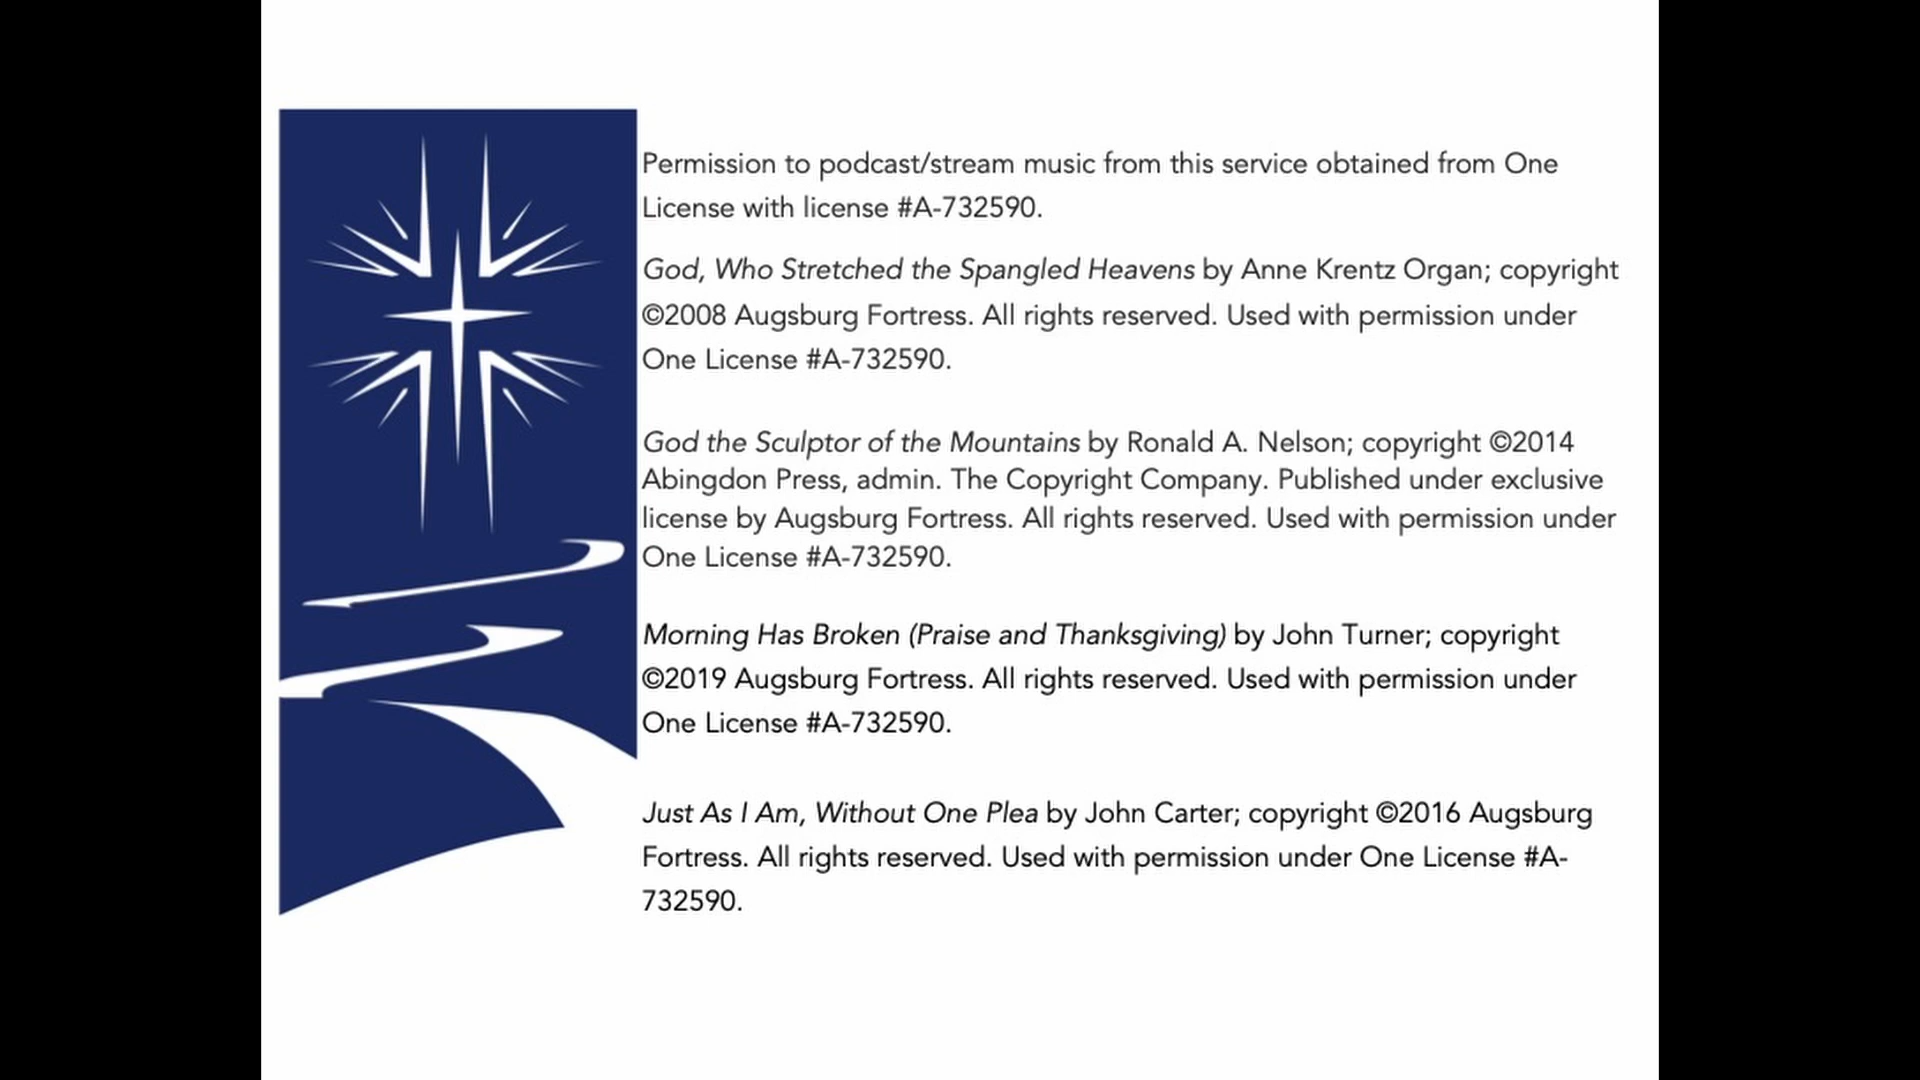 Permission to podcast/stream music from this service obtained from One
License with license #A-732590.
God, Who Stretched the Spangled Heavens by Anne Krentz Organ; copyright
©2008 Augsburg Fortress. All rights reserved. Used with permission under
One License #A-732590.
God the Sculptor of the Mountains by Ronald A. Nelson; copyright ©2014
Abingdon Press, admin. The Copyright Company. Published under exclusive
license by Augsburg Fortress. All rights reserved. Used with permission under
One License #A-732590.
Morning Has Broken (Praise and Thanksgiving) by John Turner; copyright
©2019 Augsburg Fortress. All rights reserved. Used with permission under
One License #A-732590.
Just As I Am, Without One Plea by John Carter; copyright ©2016 Augsburg
Fortress. All rights reserved. Used with permission under One License #A-
732590.